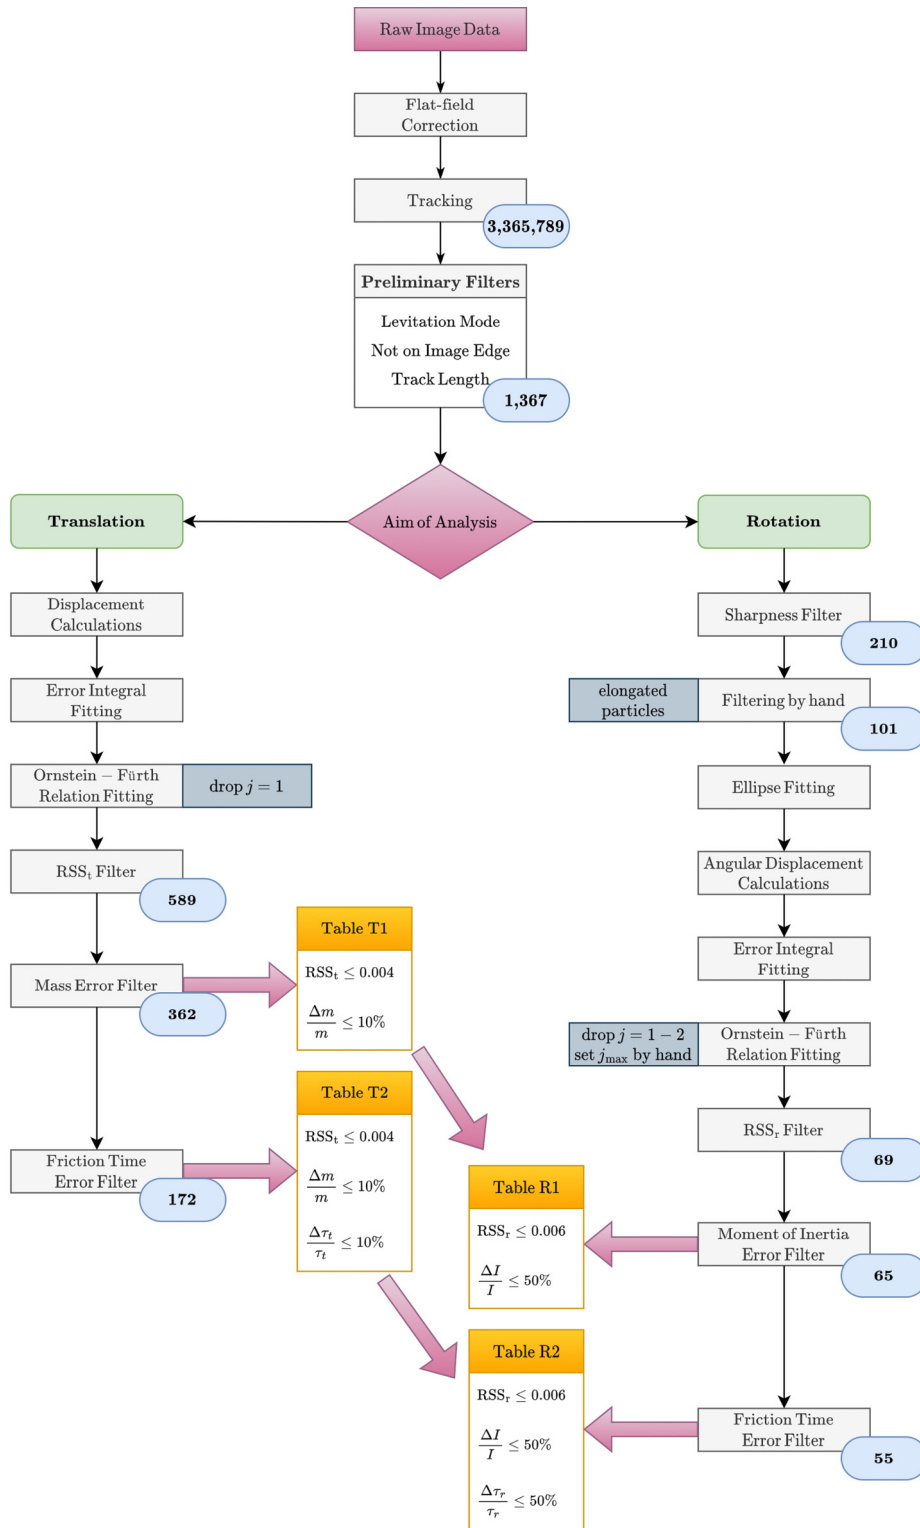 Raw Image Data
Flat-field
Correction
Tracking
3,365,789
Preliminary Filters
Levitation Mode
Not on Image Edge
Track Length
1,367
Aim of Analysis
Translation
Displacement
Calculations
Error Integral
Fitting
Ornstein – Fürth
Relation Fitting
drop j = 1
RSSₜ Filter
589
Mass Error Filter
362
Friction Time
Error Filter
172
Table T1
RSSₜ ≤ 0.004
Δm/m ≤ 10%
Table T2
RSSₜ ≤ 0.004
Δm/m ≤ 10%
Δτₜ/τₜ ≤ 10%
Rotation
Sharpness Filter
210
elongated
particles
Filtering by hand
101
Ellipse Fitting
Angular Displacement
Calculations
Error Integral
Fitting
drop j = 1 − 2
set j_max by hand
Ornstein – Fürth
Relation Fitting
RSSᵣ Filter
69
Moment of Inertia
Error Filter
65
Friction Time
Error Filter
55
Table R1
RSSᵣ ≤ 0.006
ΔI/I ≤ 50%
Table R2
RSSᵣ ≤ 0.006
ΔI/I ≤ 50%
Δτᵣ/τᵣ ≤ 50%